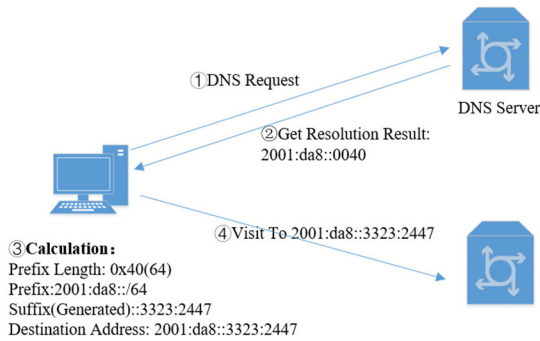 ①DNS Request
DNS Server
②Get Resolution Result:
2001:da8::0040
④Visit To 2001:da8::3323:2447
③Calculation：
Prefix Length: 0x40(64)
Prefix:2001:da8::/64
Suffix(Generated)::3323:2447
Destination Address: 2001:da8::3323:2447